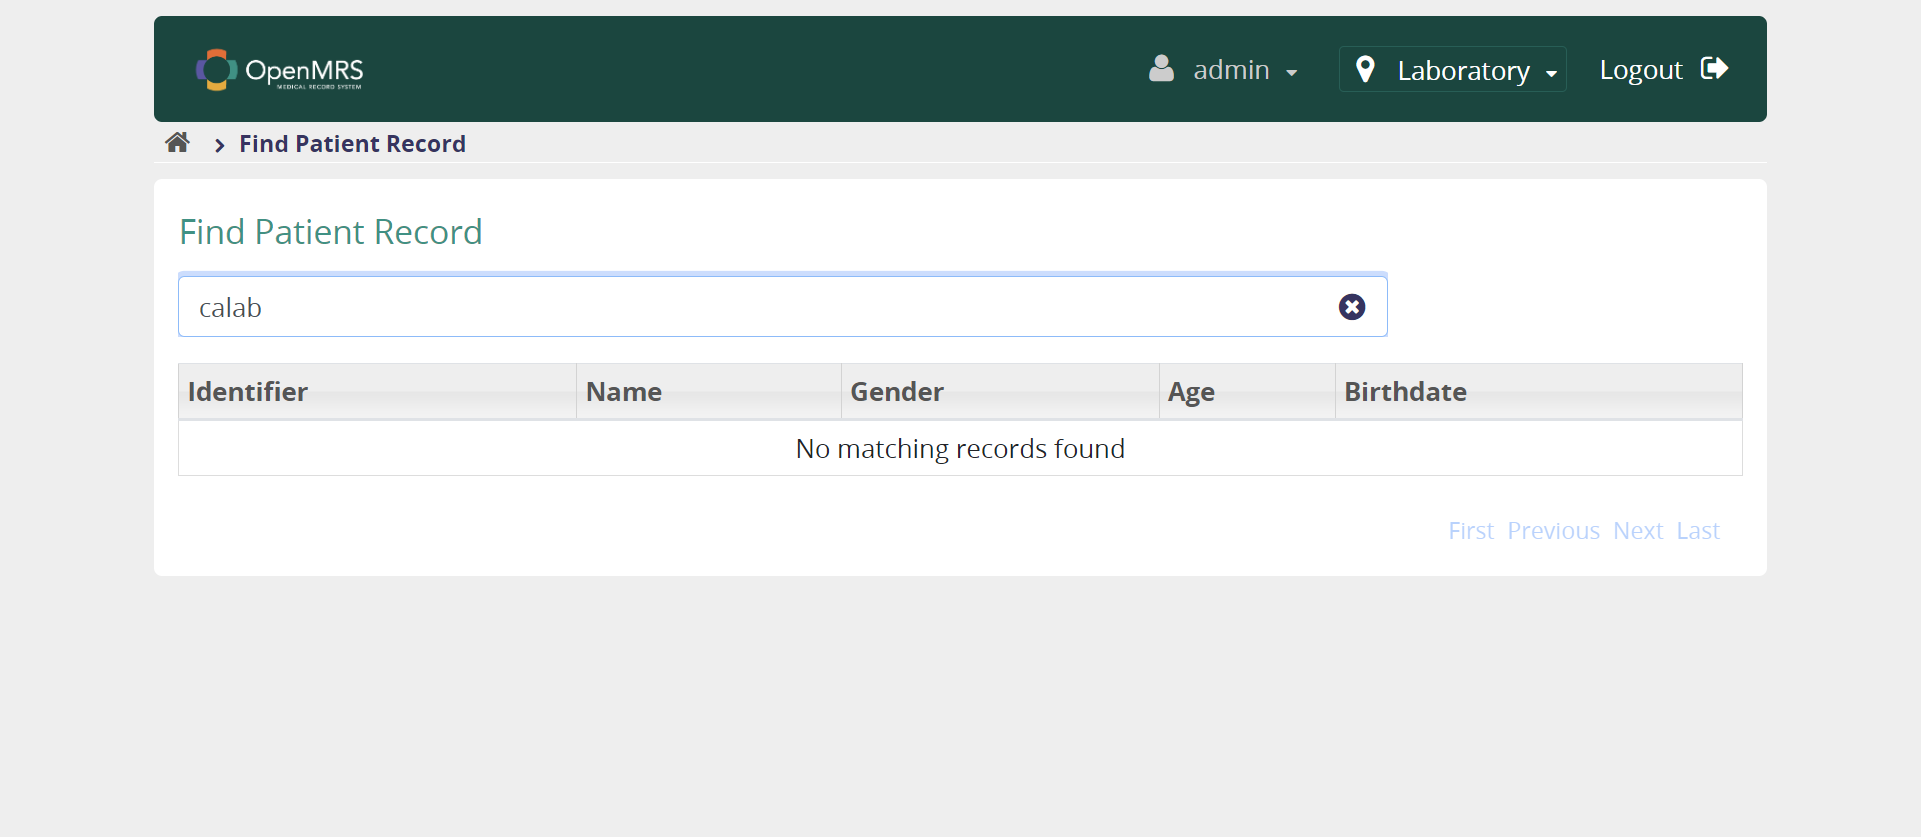 OpenMRS
MEDICAL RECORD SYSTEM
admin
Laboratory
Logout
Find Patient Record
Find Patient Record
calab
Identifier Name Gender Age Birthdate
No matching records found
First Previous Next Last